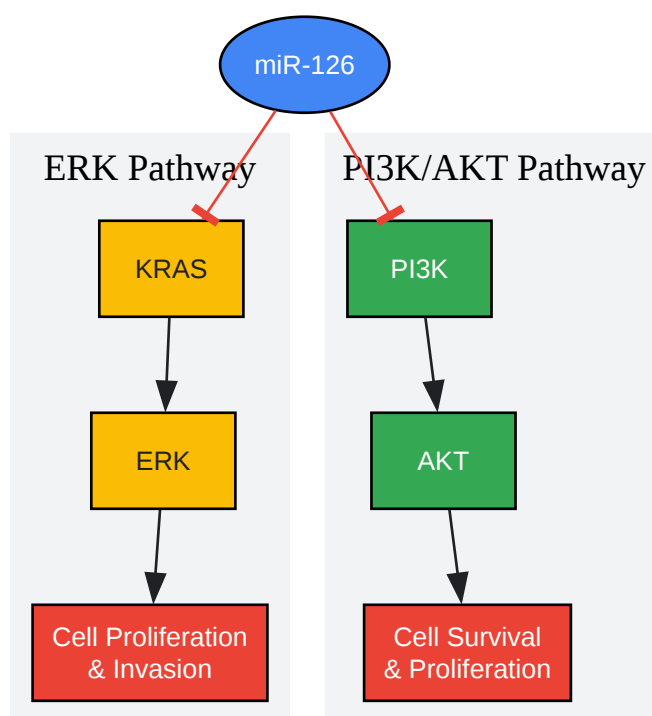 miR-126
ERK Pathway
KRAS
ERK
Cell Proliferation
& Invasion
PI3K/AKT Pathway
PI3K
AKT
Cell Survival
& Proliferation